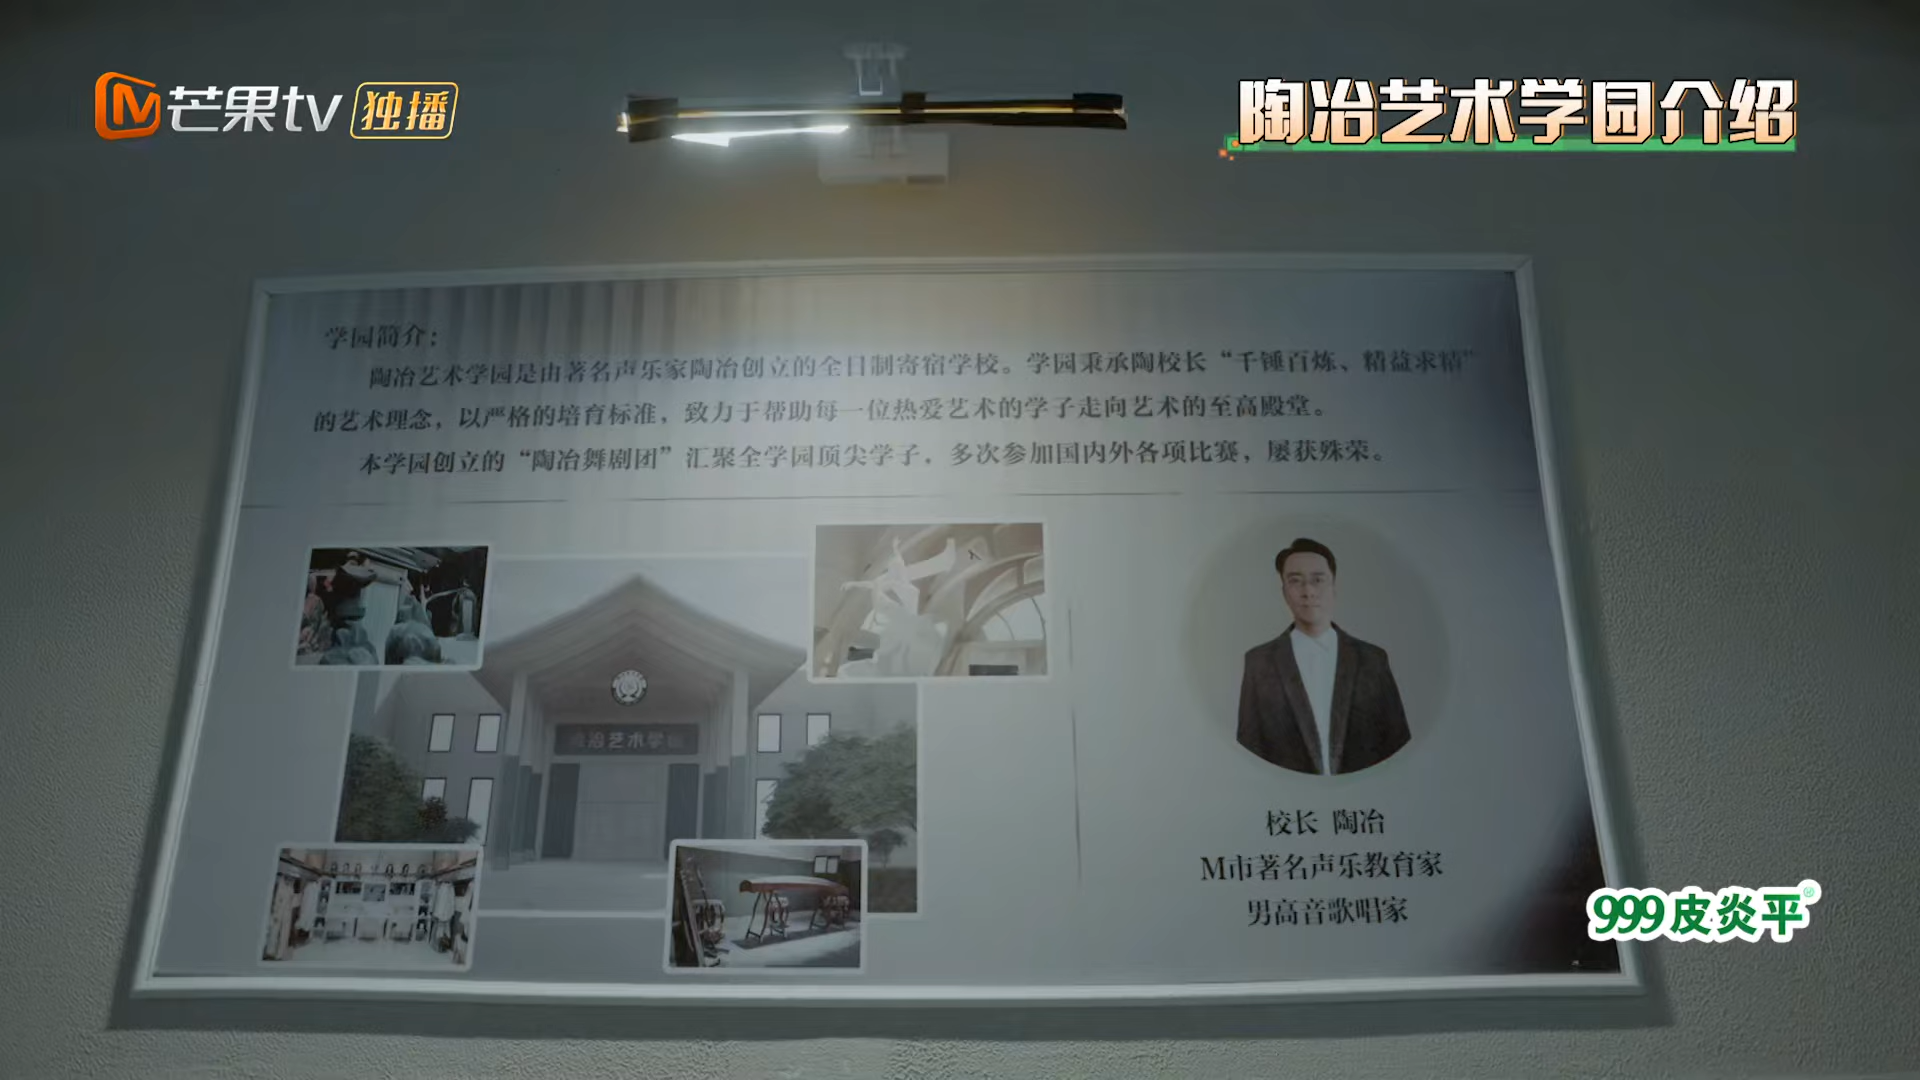 芒果tv 独播
陶冶艺术学园介绍
学园简介：
陶冶艺术学园是由著名声乐家陶冶创立的全日制寄宿学校。学园秉承陶校长“千锤百炼、精益求精”
的艺术理念，以严格的培育标准，致力于帮助每一位热爱艺术的学子走向艺术的至高殿堂。
本学园创立的“陶冶舞剧团”汇聚全学园顶尖学子，多次参加国内外各项比赛，屡获殊荣。
陶冶艺术学园
校长 陶冶
M市著名声乐教育家
男高音歌唱家
999皮炎平®